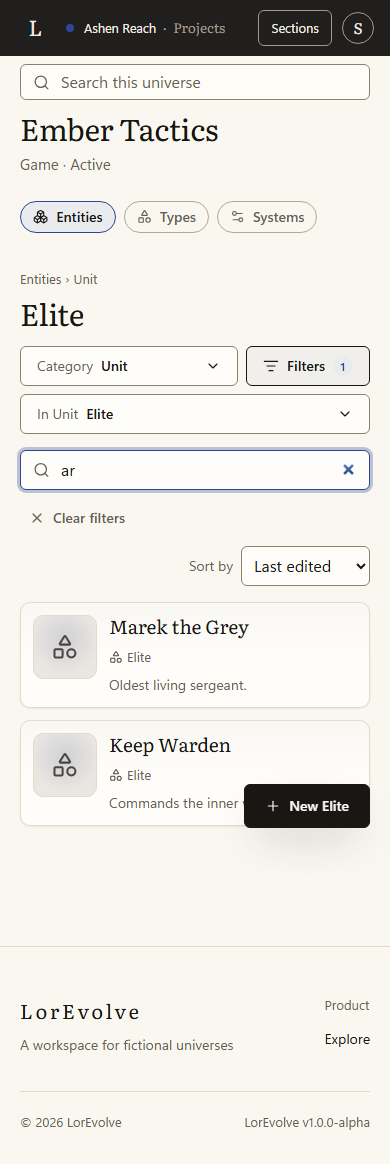 L Ashen Reach · Projects Sections S
Search this universe
Ember Tactics
Game · Active
Entities Types Systems
Entities › Unit
Elite
Category Unit Filters 1
In Unit Elite
ar
Clear filters
Sort by Last edited
Marek the Grey
Elite
Oldest living sergeant.
Keep Warden
Elite
Commands the inner
New Elite
LorEvolve Product
A workspace for fictional universes Explore
© 2026 LorEvolve LorEvolve v1.0.0-alpha